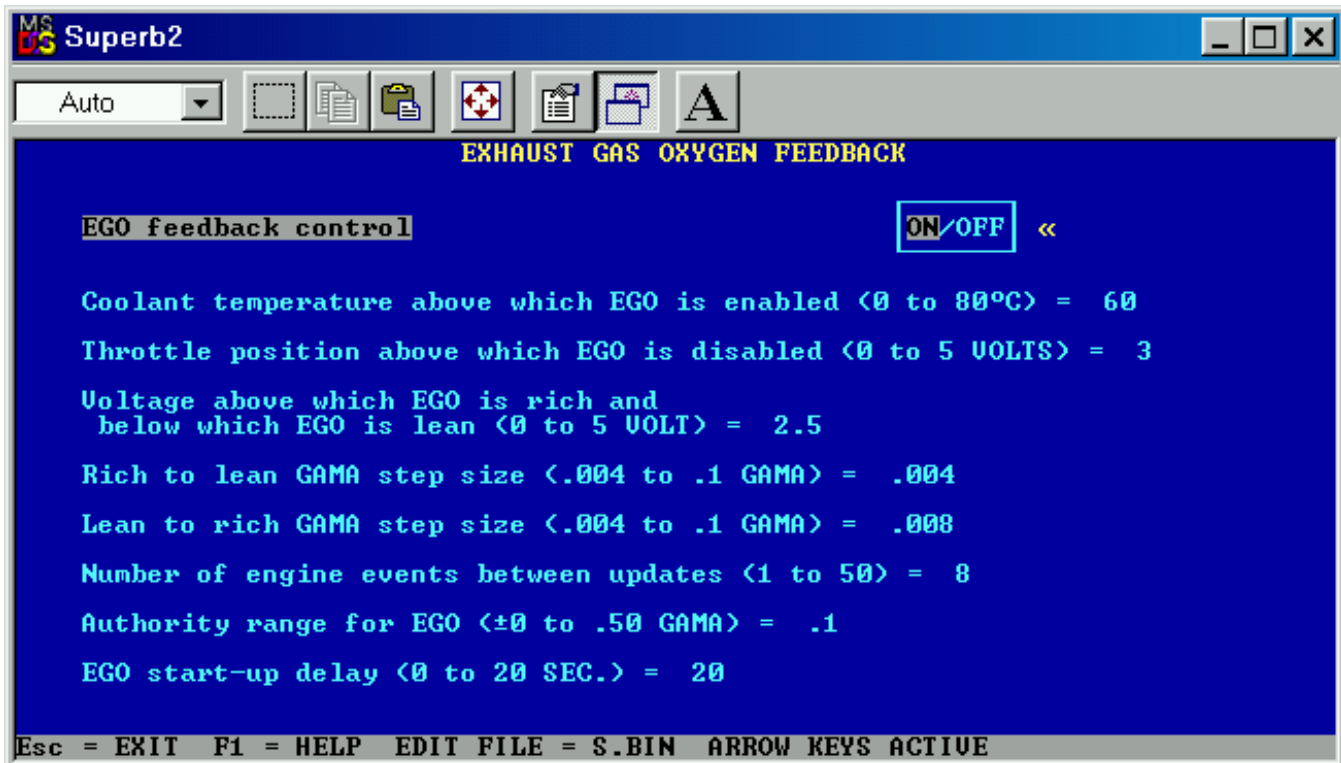 MS DOS Superb2
Auto
A
EXHAUST GAS OXYGEN FEEDBACK
EGO feedback control ON/OFF «
Coolant temperature above which EGO is enabled (0 to 80ºC) = 60
Throttle position above which EGO is disabled (0 to 5 VOLTS) = 3
Voltage above which EGO is rich and
below which EGO is lean (0 to 5 VOLT) = 2.5
Rich to lean GAMA step size (.004 to .1 GAMA) = .004
Lean to rich GAMA step size (.004 to .1 GAMA) = .008
Number of engine events between updates (1 to 50) = 8
Authority range for EGO (±0 to .50 GAMA) = .1
EGO start-up delay (0 to 20 SEC.) = 20
Esc = EXIT F1 = HELP EDIT FILE = S.BIN ARROW KEYS ACTIVE